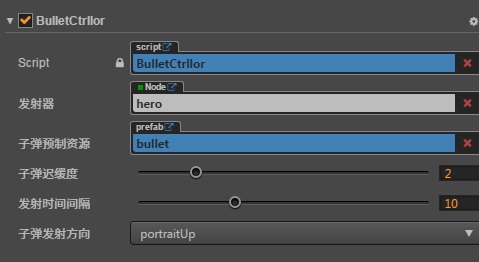 BulletCtrllor
script
Script
BulletCtrllor
Node
发射器
hero
prefab
子弹预制资源
bullet
子弹迟缓度
2
发射时间间隔
10
子弹发射方向
portraitUp